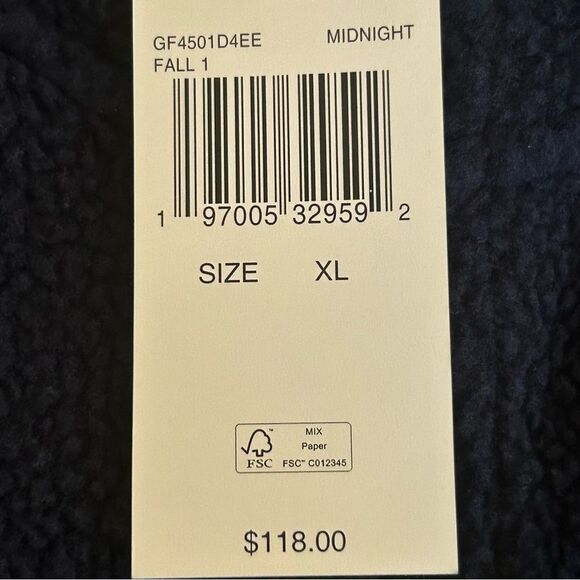 GF4501D4EE MIDNIGHT
FALL 1
1 97005 32959 2
SIZE XL
MIX
Paper
FSC™ C012345
FSC
$118.00